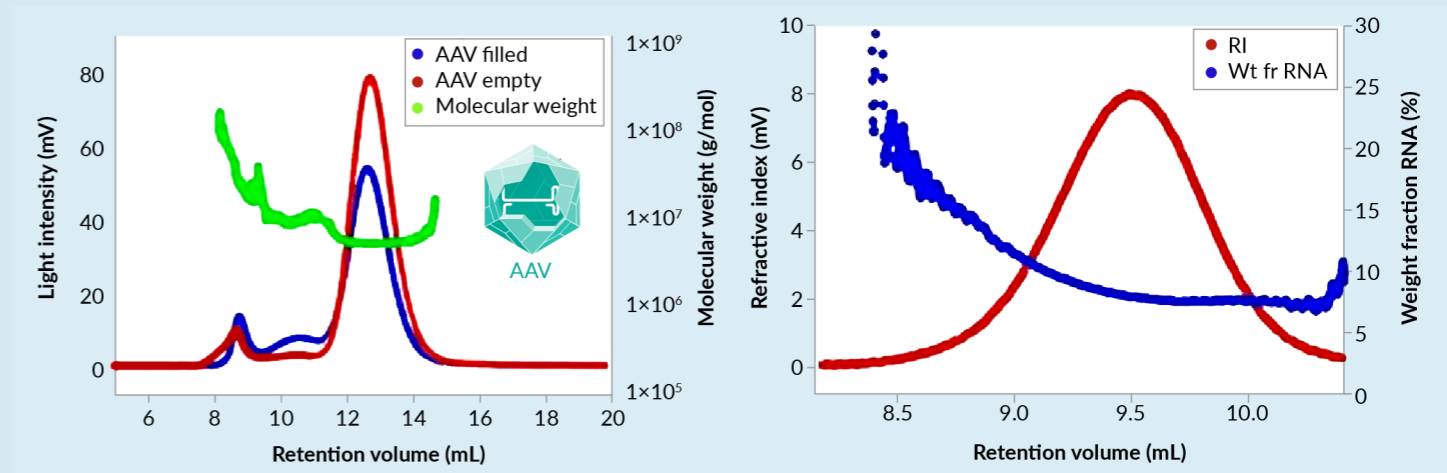 AAV filled
AAV empty
Molecular weight
Light intensity (mV)
80
60
40
20
0
1×10⁹
1×10⁸
1×10⁷
1×10⁶
1×10⁵
Molecular weight (g/mol)
AAV
6 8 10 12 14 16 18 20
Retention volume (mL)
RI
Wt fr RNA
Refractive index (mV)
10
8
6
4
2
0
30
25
20
15
10
5
0
Weight fraction RNA (%)
8.5 9.0 9.5 10.0
Retention volume (mL)